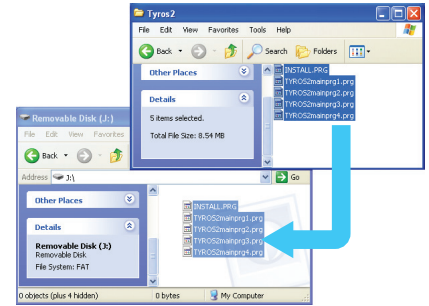 Tyros2
File Edit View Favorites Tools Help
Back Search Folders
Other Places
Details
5 items selected.
Total File Size: 8.54 MB
INSTALL.PRG
TYROS2mainprg1.prg
TYROS2mainprg2.prg
TYROS2mainprg3.prg
TYROS2mainprg4.prg
Removable Disk (J:)
File Edit View Favorites
Back
Address J:\ Go
Other Places
Details
Removable Disk (J:)
Removable Disk
File System: FAT
INSTALL.PRG
TYROS2mainprg1.prg
TYROS2mainprg2.prg
TYROS2mainprg3.prg
TYROS2mainprg4.prg
0 objects (plus 4 hidden) 0 bytes My Computer